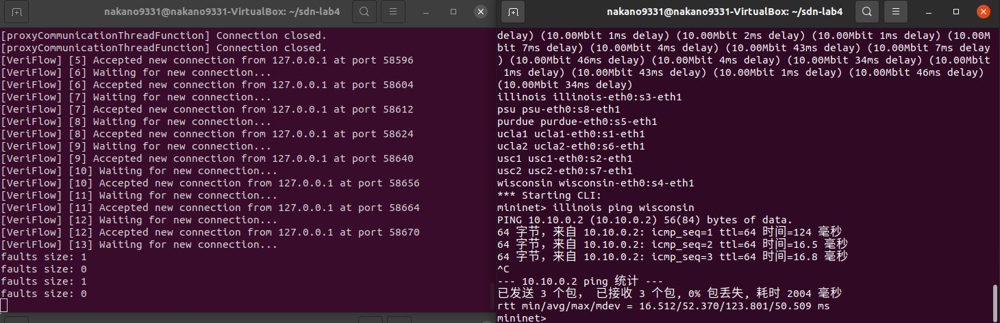 nakano9331@nakano9331-VirtualBox: ~/sdn-lab4
[proxyCommunicationThreadFunction] Connection closed.
[proxyCommunicationThreadFunction] Connection closed.
[VeriFlow] [5] Accepted new connection from 127.0.0.1 at port 58596
[VeriFlow] [6] Waiting for new connection...
[VeriFlow] [6] Accepted new connection from 127.0.0.1 at port 58604
[VeriFlow] [7] Waiting for new connection...
[VeriFlow] [7] Accepted new connection from 127.0.0.1 at port 58612
[VeriFlow] [8] Waiting for new connection...
[VeriFlow] [8] Accepted new connection from 127.0.0.1 at port 58624
[VeriFlow] [9] Waiting for new connection...
[VeriFlow] [9] Accepted new connection from 127.0.0.1 at port 58640
[VeriFlow] [10] Waiting for new connection...
[VeriFlow] [10] Accepted new connection from 127.0.0.1 at port 58656
[VeriFlow] [11] Waiting for new connection...
[VeriFlow] [11] Accepted new connection from 127.0.0.1 at port 58664
[VeriFlow] [12] Waiting for new connection...
[VeriFlow] [12] Accepted new connection from 127.0.0.1 at port 58670
[VeriFlow] [13] Waiting for new connection...
faults size: 1
faults size: 0
faults size: 1
faults size: 0
nakano9331@nakano9331-VirtualBox: ~/sdn-lab4
delay) (10.00Mbit 1ms delay) (10.00Mbit 2ms delay) (10.00Mbit 1ms delay) (10.00M
bit 7ms delay) (10.00Mbit 4ms delay) (10.00Mbit 43ms delay) (10.00Mbit 7ms delay
) (10.00Mbit 46ms delay) (10.00Mbit 4ms delay) (10.00Mbit 34ms delay) (10.00Mbit
1ms delay) (10.00Mbit 43ms delay) (10.00Mbit 1ms delay) (10.00Mbit 46ms delay)
(10.00Mbit 34ms delay)
illinois illinois-eth0:s3-eth1
psu psu-eth0:s8-eth1
purdue purdue-eth0:s5-eth1
ucla1 ucla1-eth0:s1-eth1
ucla2 ucla2-eth0:s6-eth1
usc1 usc1-eth0:s2-eth1
usc2 usc2-eth0:s7-eth1
wisconsin wisconsin-eth0:s4-eth1
*** Starting CLI:
mininet> illinois ping wisconsin
PING 10.10.0.2 (10.10.0.2) 56(84) bytes of data.
64 字节，来自 10.10.0.2: icmp_seq=1 ttl=64 时间=124 毫秒
64 字节，来自 10.10.0.2: icmp_seq=2 ttl=64 时间=16.5 毫秒
64 字节，来自 10.10.0.2: icmp_seq=3 ttl=64 时间=16.8 毫秒
^C
--- 10.10.0.2 ping 统计 ---
已发送 3 个包， 已接收 3 个包, 0% 包丢失, 耗时 2004 毫秒
rtt min/avg/max/mdev = 16.512/52.370/123.801/50.509 ms
mininet>